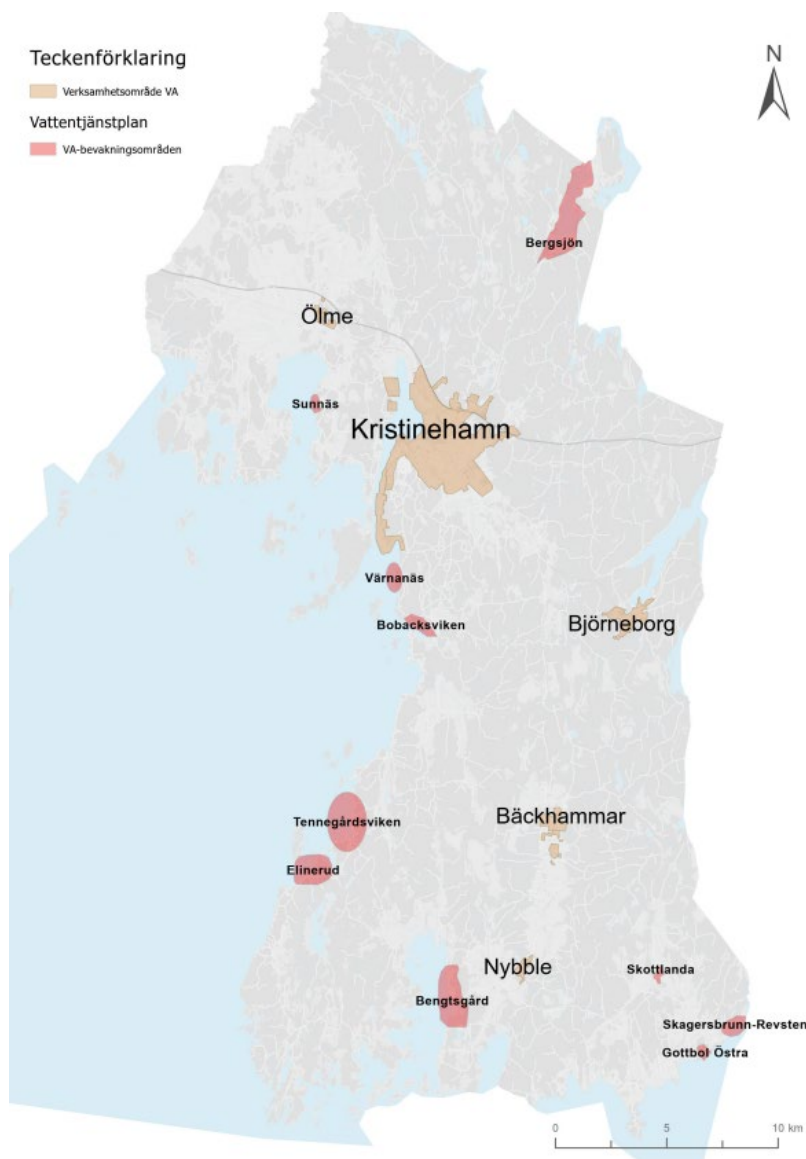 Teckenförklaring
Verksamhetsområde VA
Vattentjänstplan
VA-bevakningsområden
N
Bergsjön
Ölme
Sunnäs
Kristinehamn
Värnanäs
Bobacksviken
Björneborg
Tennegårdsviken
Bäckhammar
Elinerud
Nybble
Skottlanda
Bengtsgård
Skagersbrunn-Revsten
Gottbol Östra
0 5 10 km